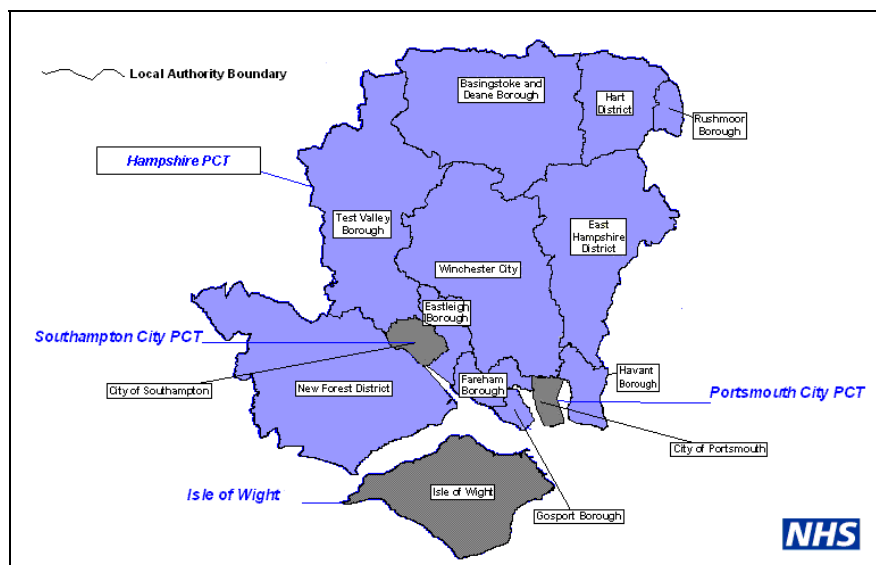 Local Authority Boundary
Basingstoke and
Deane Borough
Hart
District
Rushmoor
Borough
Hampshire PCT
Test Valley
Borough
East
Hampshire
District
Winchester City
Eastleigh
Borough
Southampton City PCT
City of Southampton
New Forest District
Fareham
Borough
Havant
Borough
Portsmouth City PCT
City of Portsmouth
Isle of Wight
Isle of Wight
Gosport Borough
NHS